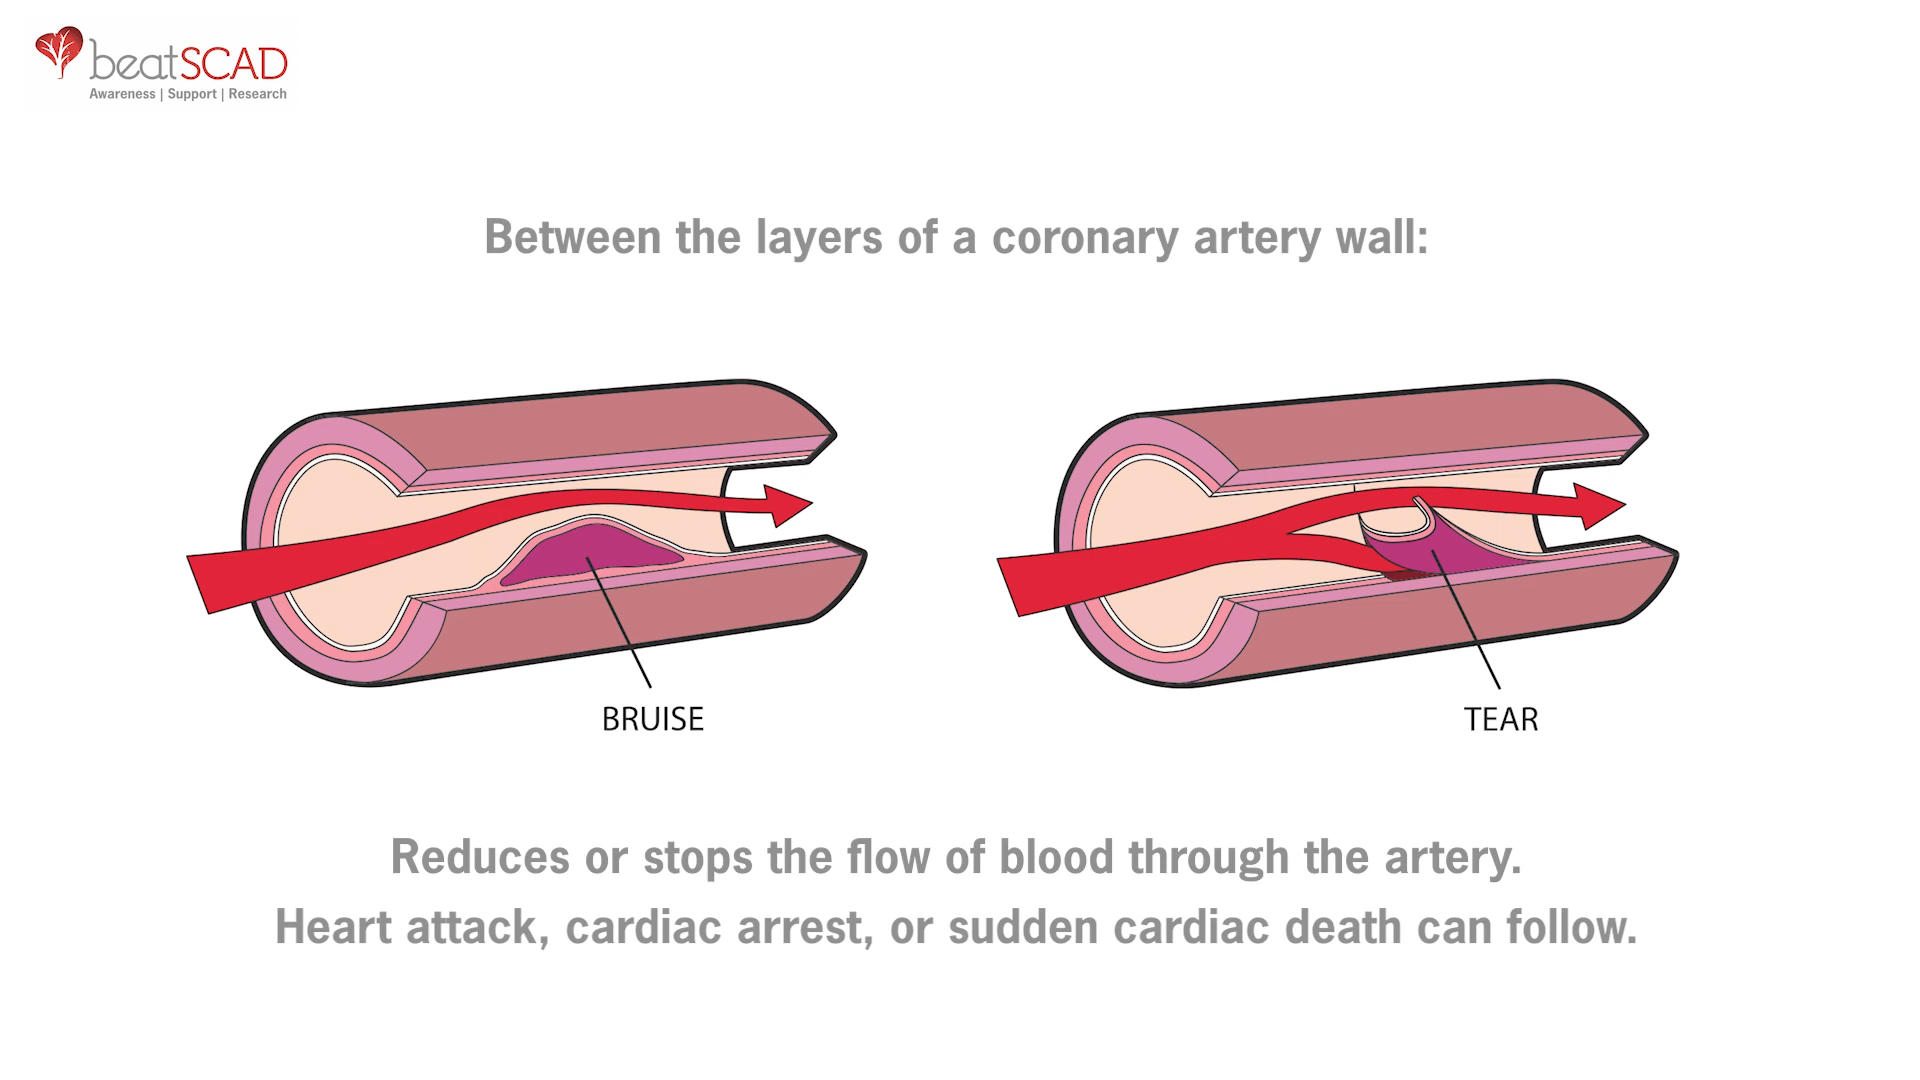 beatSCAD
Awareness | Support | Research
Between the layers of a coronary artery wall:
BRUISE
TEAR
Reduces or stops the flow of blood through the artery.
Heart attack, cardiac arrest, or sudden cardiac death can follow.